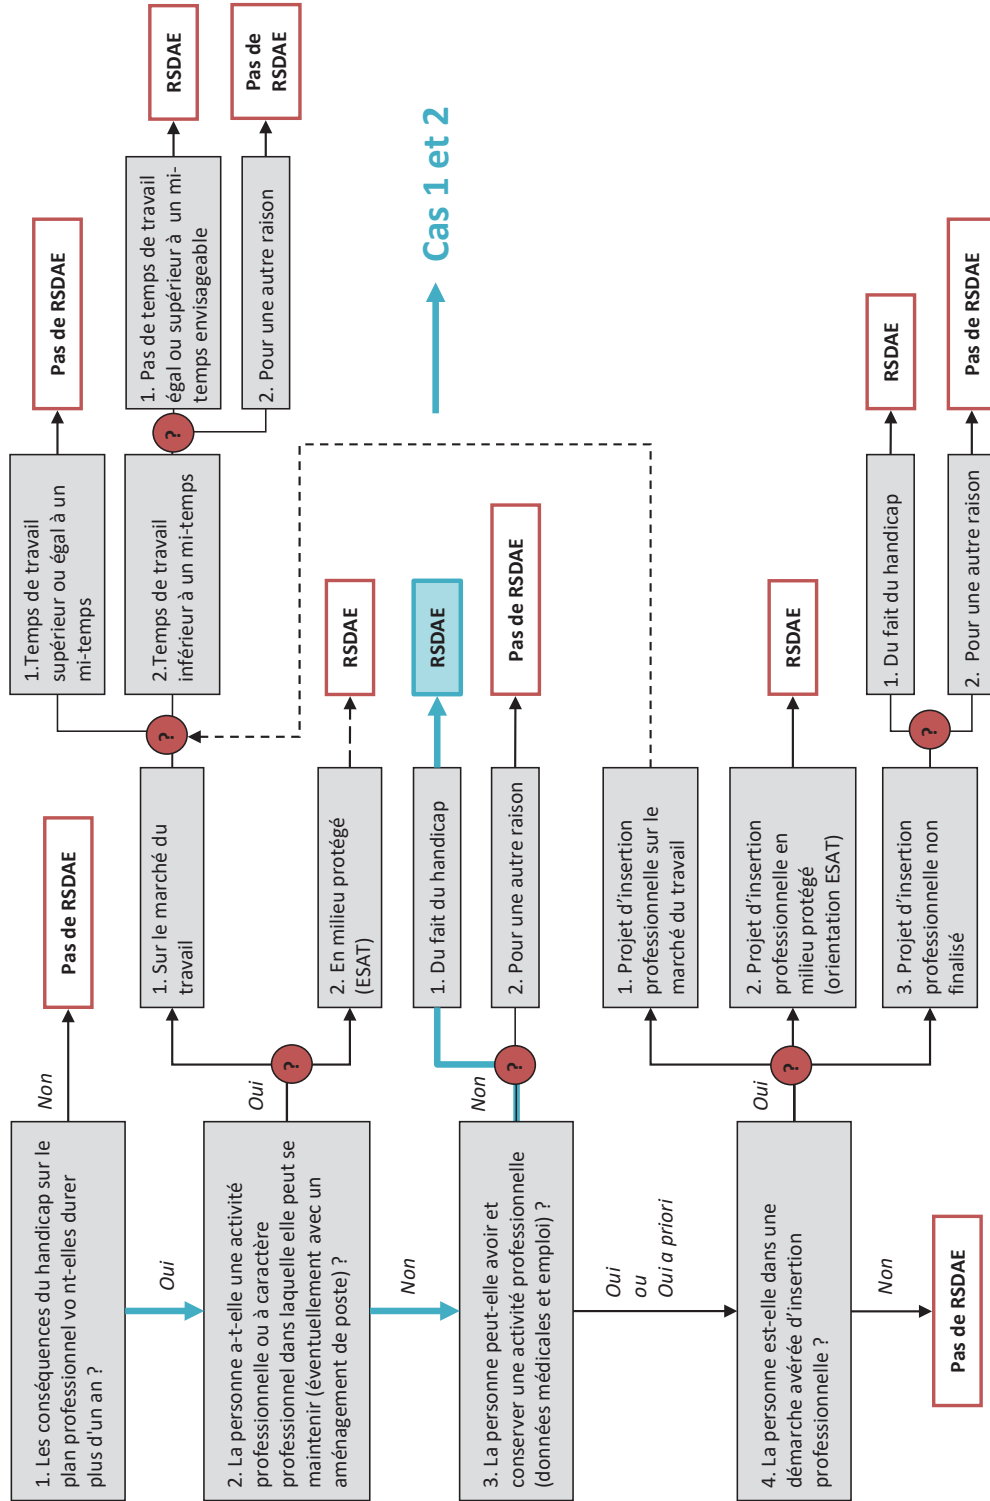 1. Les conséquences du handicap sur le
plan professionnel vo nt-elles durer
plus d'un an ?
Non
Pas de RSDAE
Oui
2. La personne a-t-elle une activité
professionnelle ou à caractère
professionnel dans laquelle elle peut se
maintenir (éventuellement avec un
aménagement de poste) ?
Oui
?
1. Sur le marché du
travail
?
1.Temps de travail
supérieur ou égal à un
mi-temps
Pas de RSDAE
2.Temps de travail
inférieur à un mi-temps
?
1. Pas de temps de travail
égal ou supérieur à un mi-
temps envisageable
RSDAE
2. Pour une autre raison
Pas de
RSDAE
2. En milieu protégé
(ESAT)
RSDAE
Non
3. La personne peut-elle avoir et
conserver une activité professionnelle
(données médicales et emploi) ?
Non
?
1. Du fait du handicap
RSDAE
Cas 1 et 2
2. Pour une autre raison
Pas de RSDAE
Oui
ou
Oui a priori
4. La personne est-elle dans une
démarche avérée d'insertion
professionnelle ?
Oui
?
1. Projet d'insertion
professionnelle sur le
marché du travail
2. Projet d'insertion
professionnelle en
milieu protégé
(orientation ESAT)
RSDAE
3. Projet d'insertion
professionnelle non
finalisé
?
1. Du fait du handicap
RSDAE
2. Pour une autre raison
Pas de RSDAE
Non
Pas de RSDAE